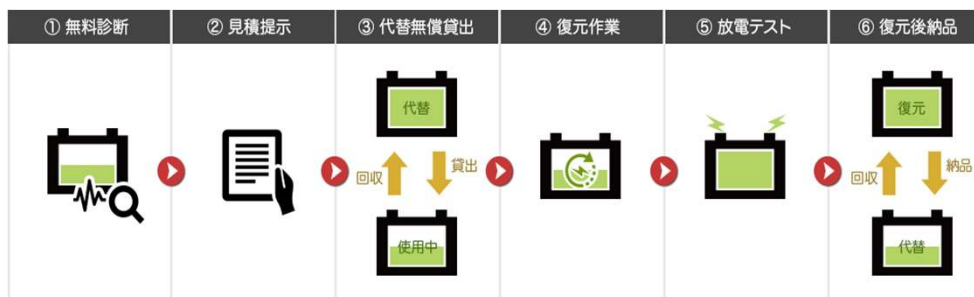 ① 無料診断
② 見積提示
③ 代替無償貸出
④ 復元作業
⑤ 放電テスト
⑥ 復元後納品
代替
回収
貸出
使用中
復元
回収
納品
代替